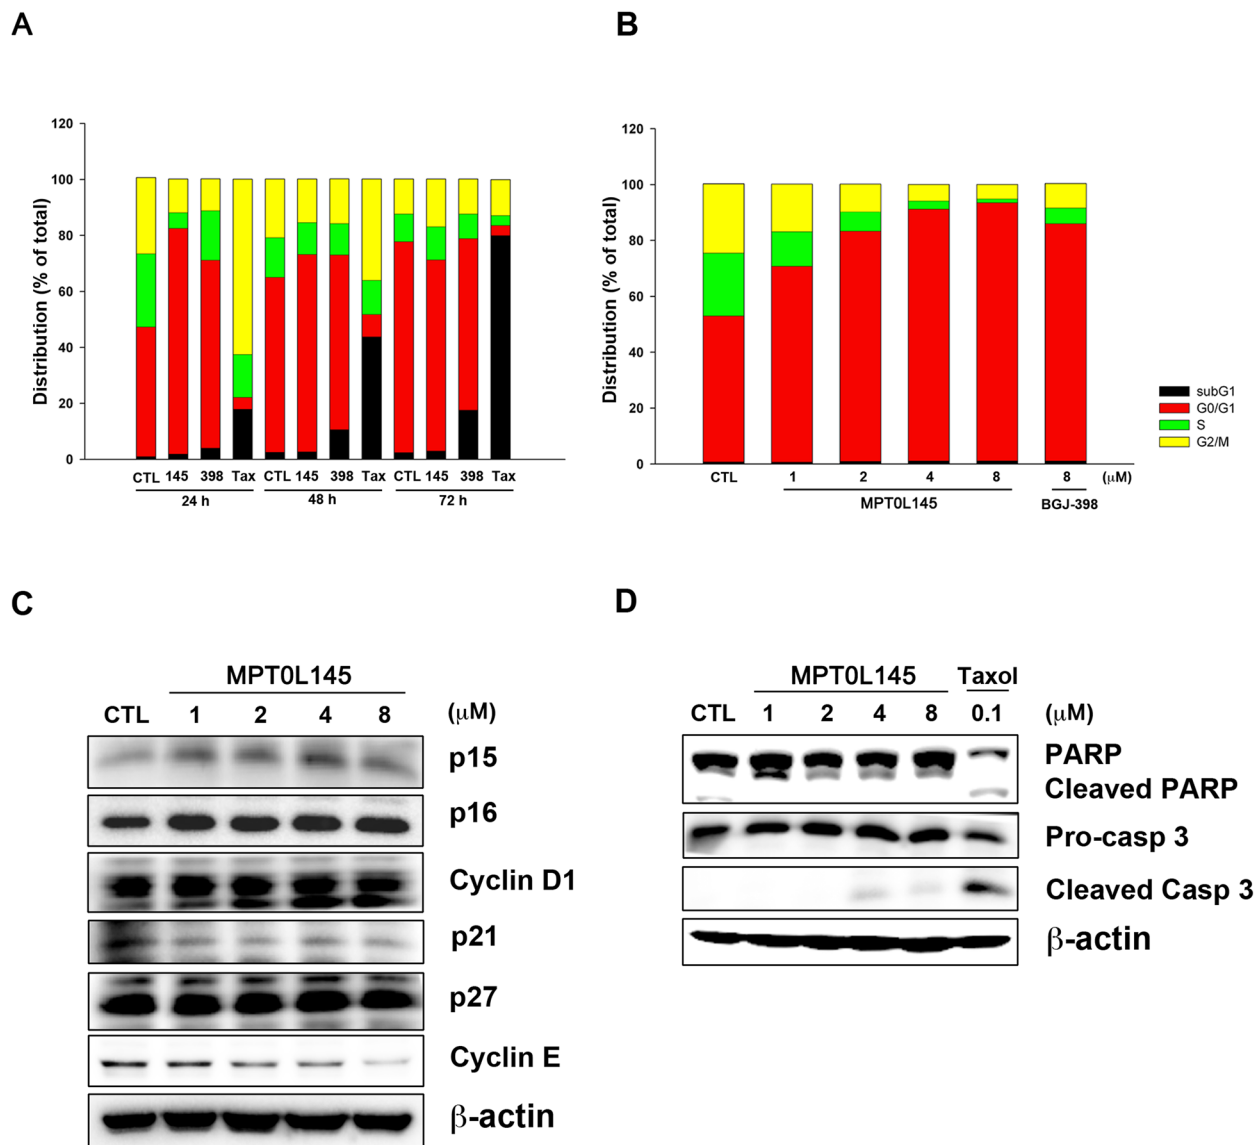 A
B
Distribution (% of total)
120
100
80
60
40
20
0
CTL 145 398 Tax CTL 145 398 Tax CTL 145 398 Tax
24 h 48 h 72 h
Distribution (% of total)
120
100
80
60
40
20
0
CTL 1 2 4 8 8 (μM)
MPT0L145 BGJ-398
subG1
G0/G1
S
G2/M
C
MPT0L145
CTL 1 2 4 8 (μM)
p15
p16
Cyclin D1
p21
p27
Cyclin E
β-actin
D
MPT0L145 Taxol
CTL 1 2 4 8 0.1 (μM)
PARP
Cleaved PARP
Pro-casp 3
Cleaved Casp 3
β-actin